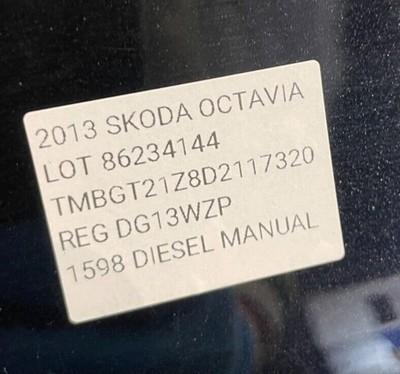 2013 SKODA OCTAVIA
LOT 86234144
TMBGT21Z8D2117320
REG DG13WZP
1598 DIESEL MANUAL